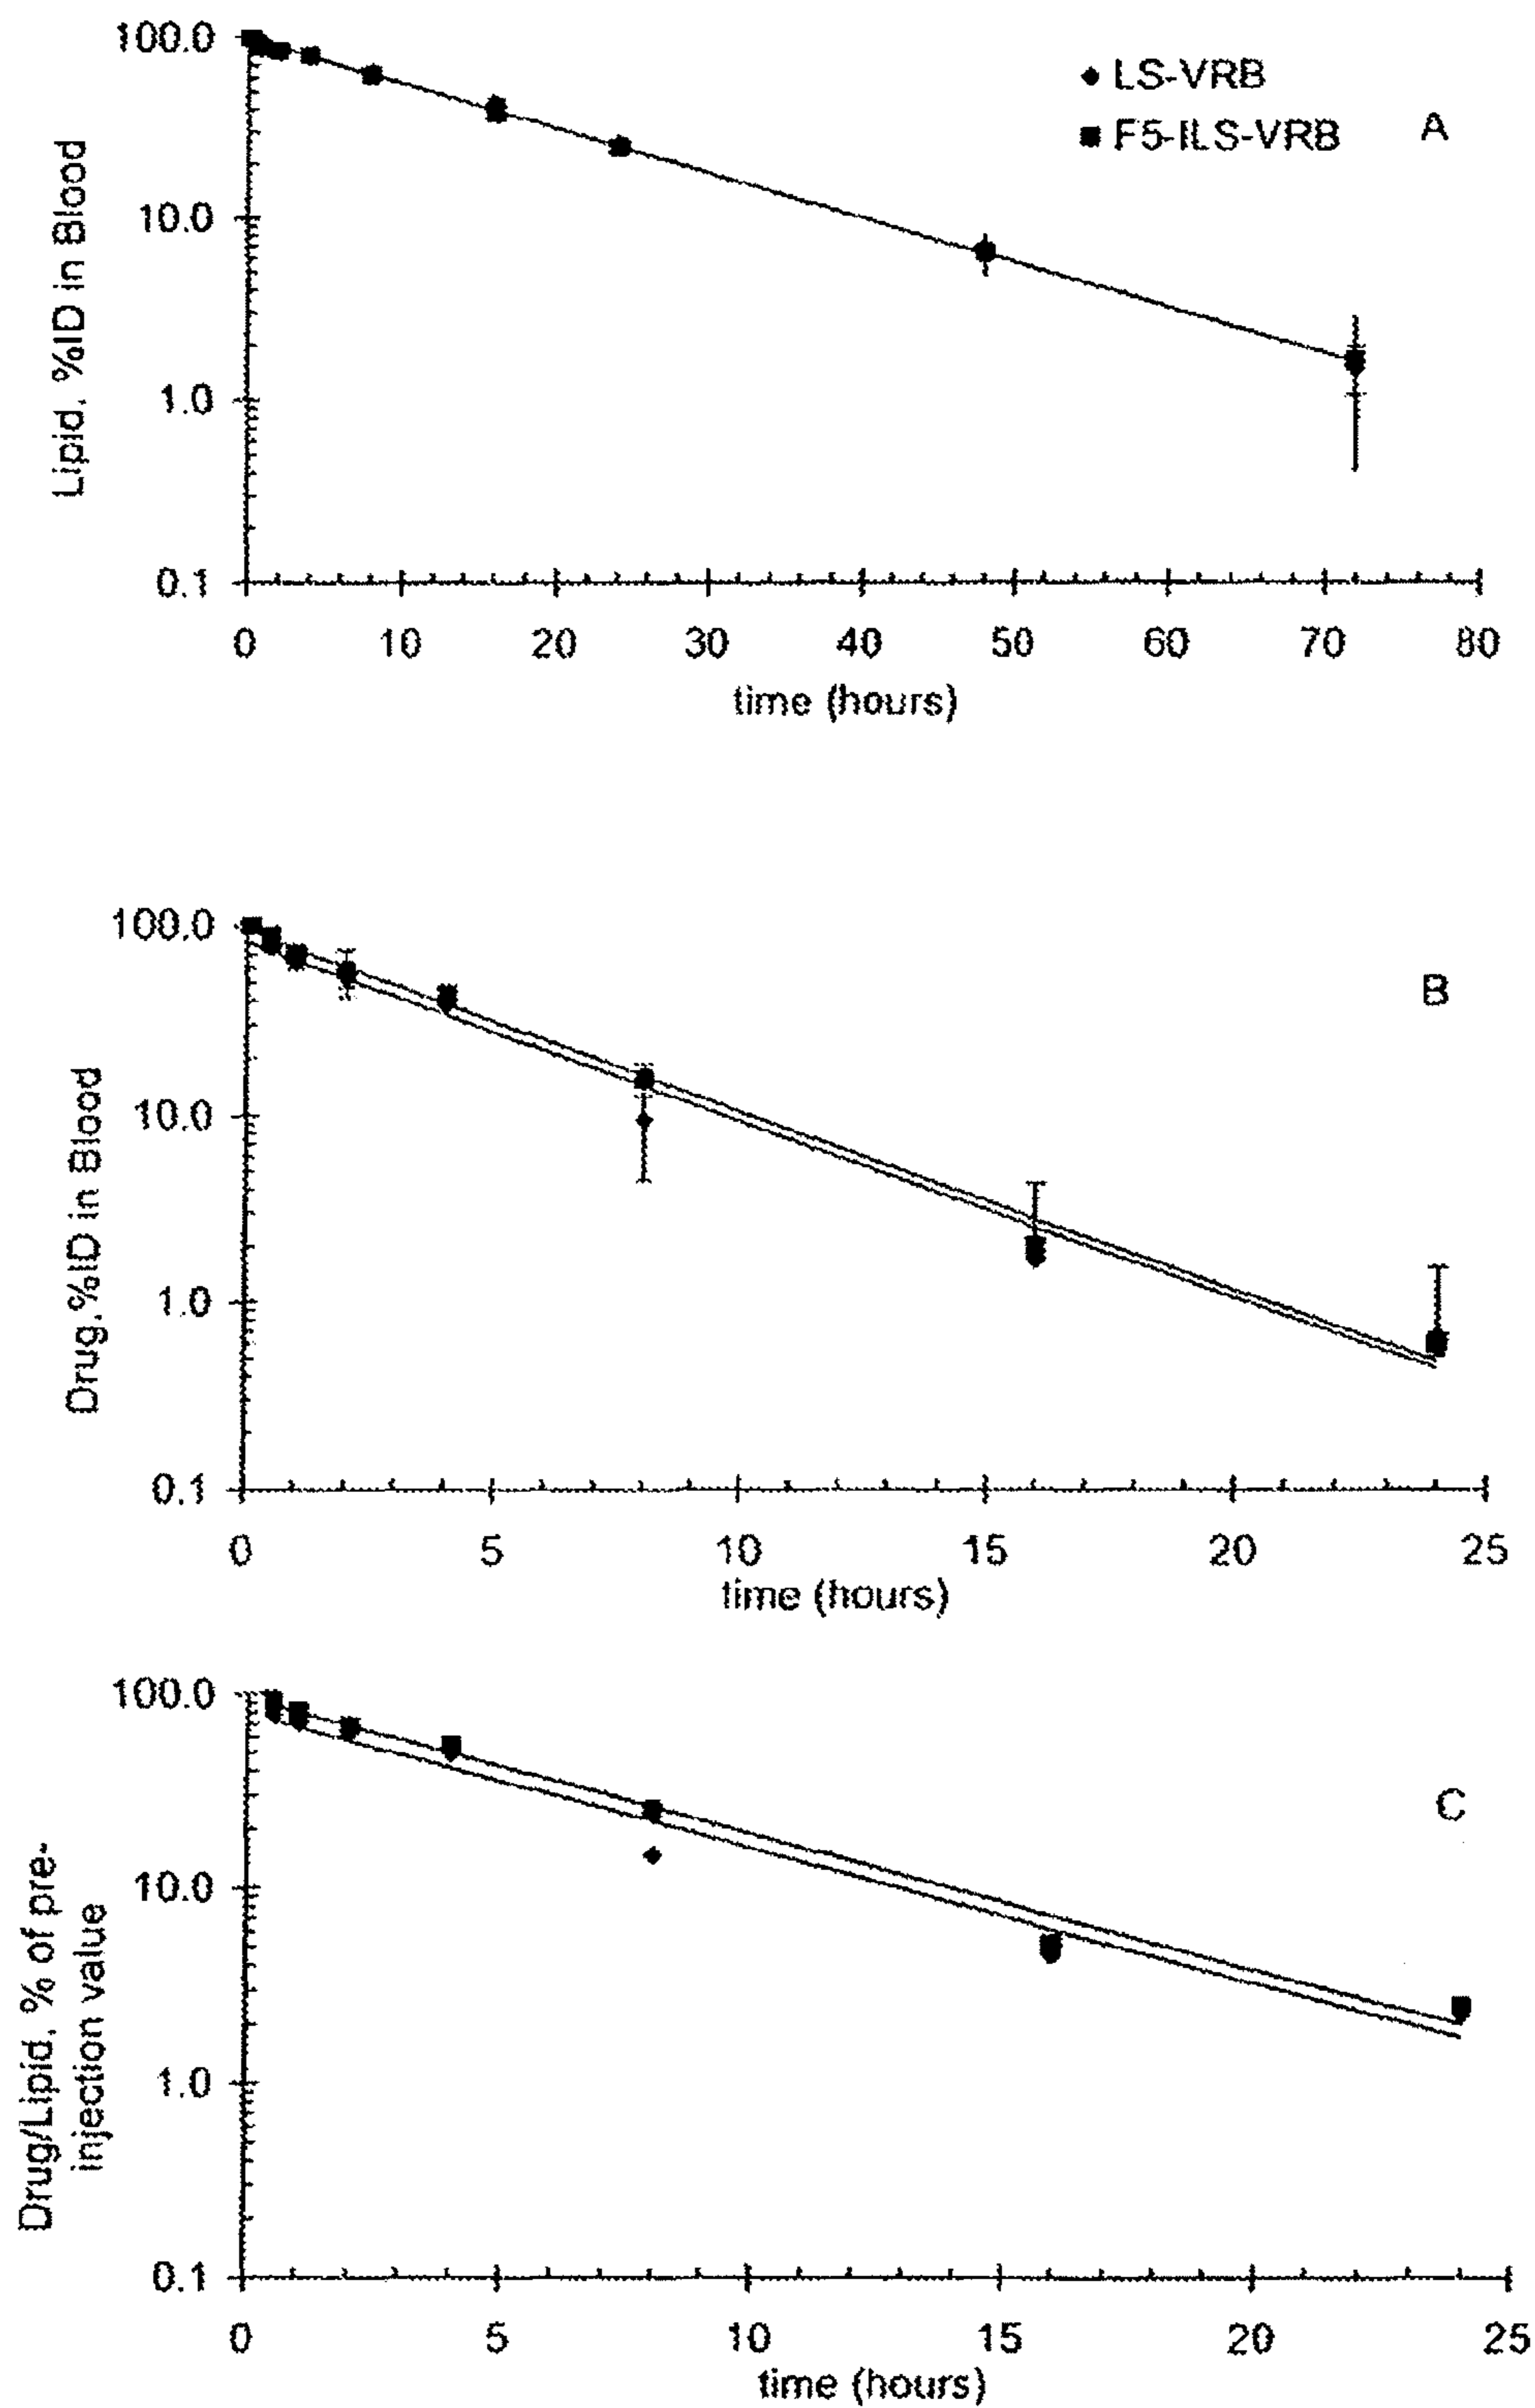 100.0
LS-VRB
F5-ILS-VRB
A
10.0
1.0
0.1
Lipid, %ID in Blood
0 10 20 30 40 50 60 70 80
time (hours)
100.0
B
10.0
1.0
0.1
Drug,%ID in Blood
0 5 10 15 20 25
time (hours)
100.0
C
10.0
1.0
0.1
Drug/Lipid, % of pre-
injection value
0 5 10 15 20 25
time (hours)